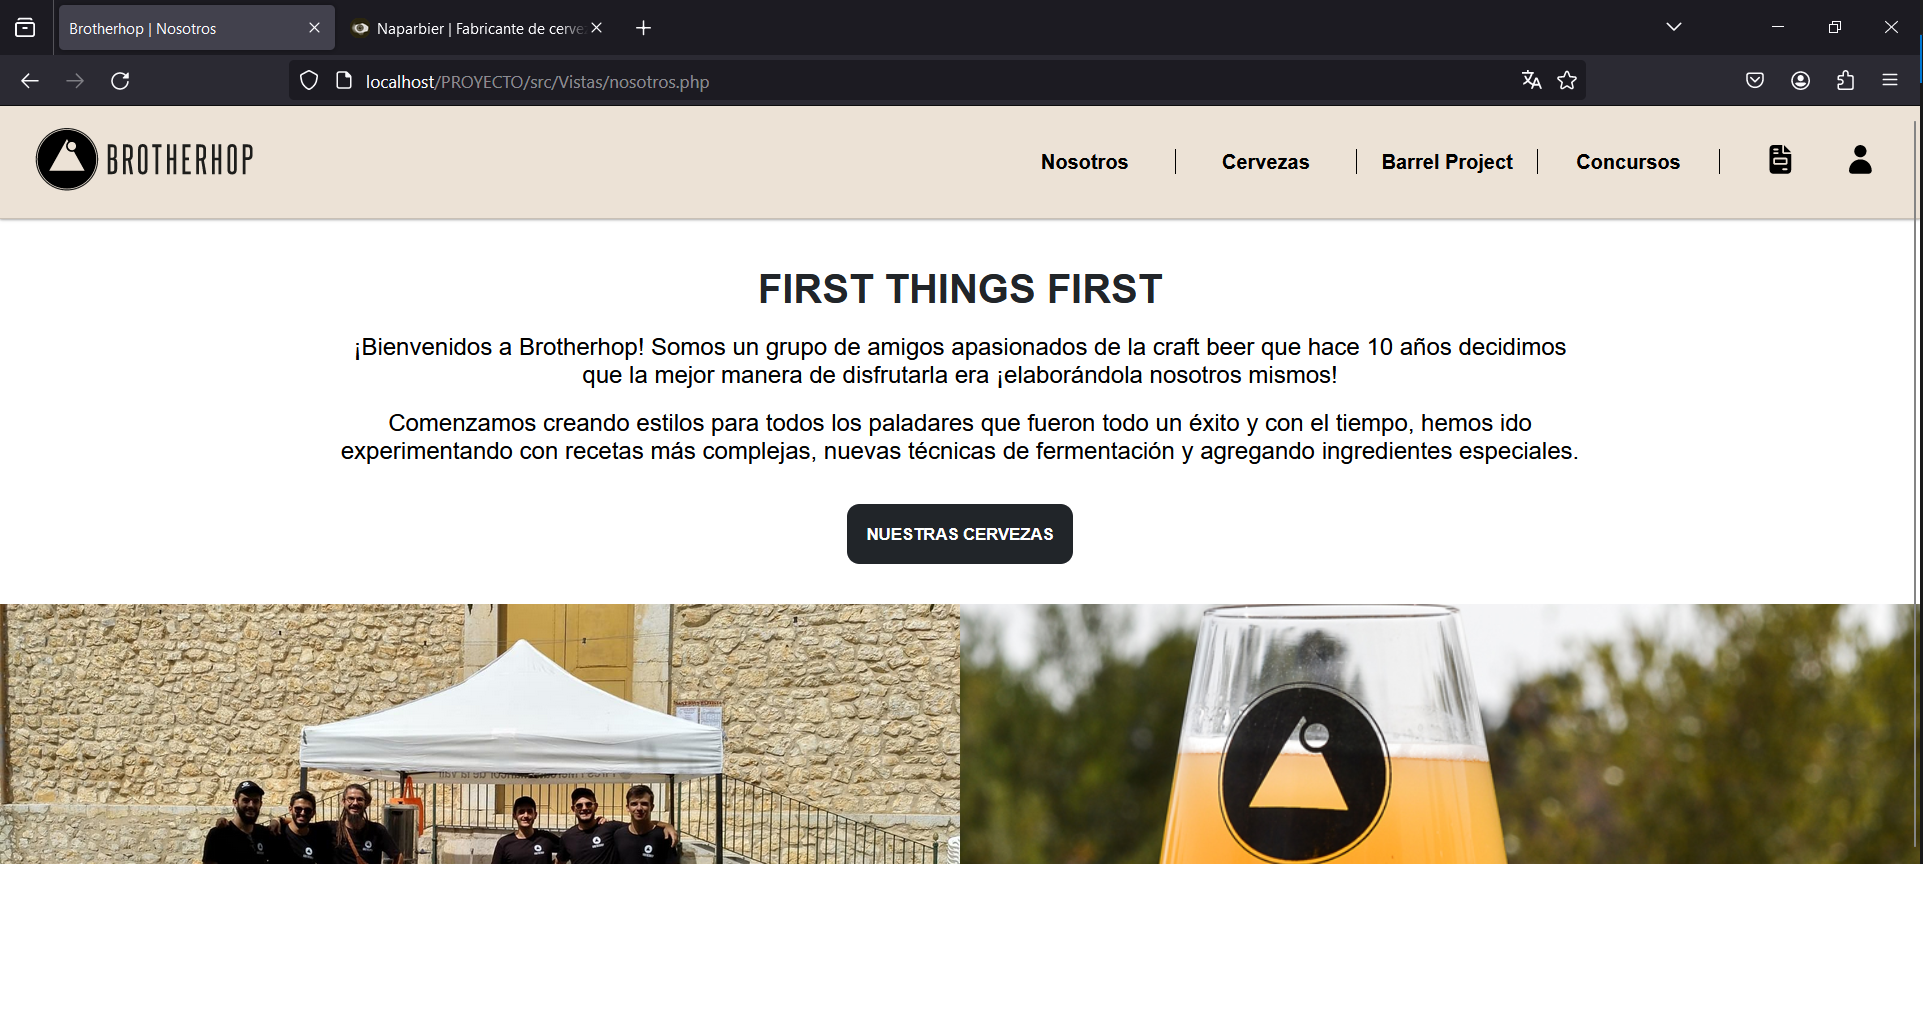 Brotherhop | Nosotros
Naparbier | Fabricante de cerve
localhost/PROYECTO/src/Vistas/nosotros.php
BROTHERHOP
Nosotros
Cervezas
Barrel Project
Concursos
FIRST THINGS FIRST
¡Bienvenidos a Brotherhop! Somos un grupo de amigos apasionados de la craft beer que hace 10 años decidimos
que la mejor manera de disfrutarla era ¡elaborándola nosotros mismos!
Comenzamos creando estilos para todos los paladares que fueron todo un éxito y con el tiempo, hemos ido
experimentando con recetas más complejas, nuevas técnicas de fermentación y agregando ingredientes especiales.
NUESTRAS CERVEZAS